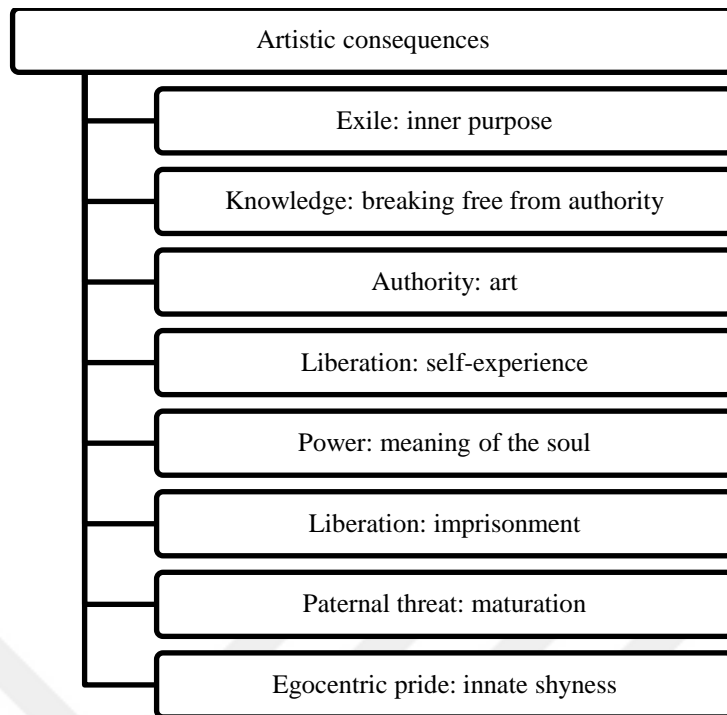 Artistic consequences
Exile: inner purpose
Knowledge: breaking free from authority
Authority: art
Liberation: self-experience
Power: meaning of the soul
Liberation: imprisonment
Paternal threat: maturation
Egocentric pride: innate shyness